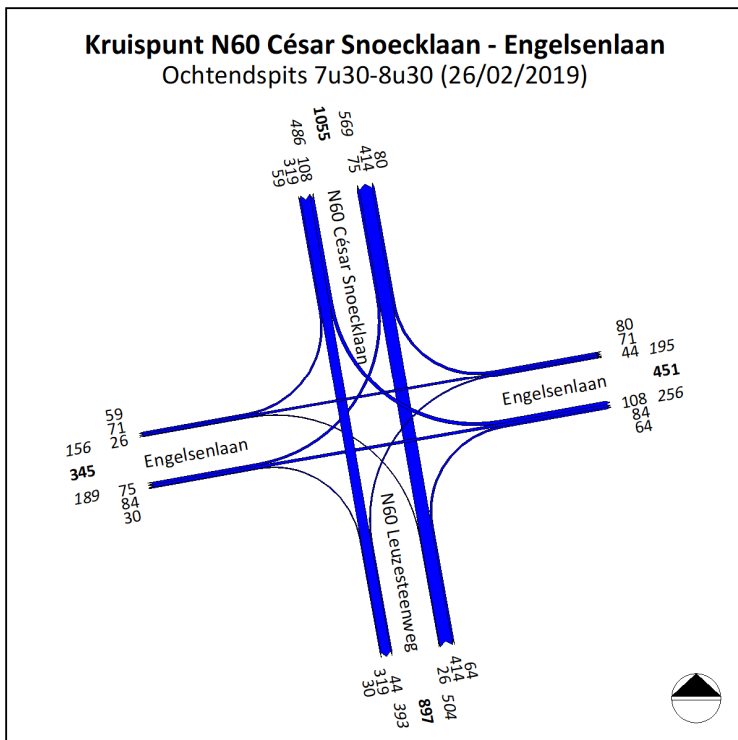 Kruispunt N60 César Snoecklaan - Engelsenlaan
Ochtendspits 7u30-8u30 (26/02/2019)
486 1055 569
59 319 108
75 414 80
N60 César Snoecklaan
80
71
44 195
451
Engelsenlaan
108 256
84
64
59
71
156 26
345
Engelsenlaan
189 75
84
30
N60 Leuzesteenweg
30 319 44
26 414 64
393 897 504